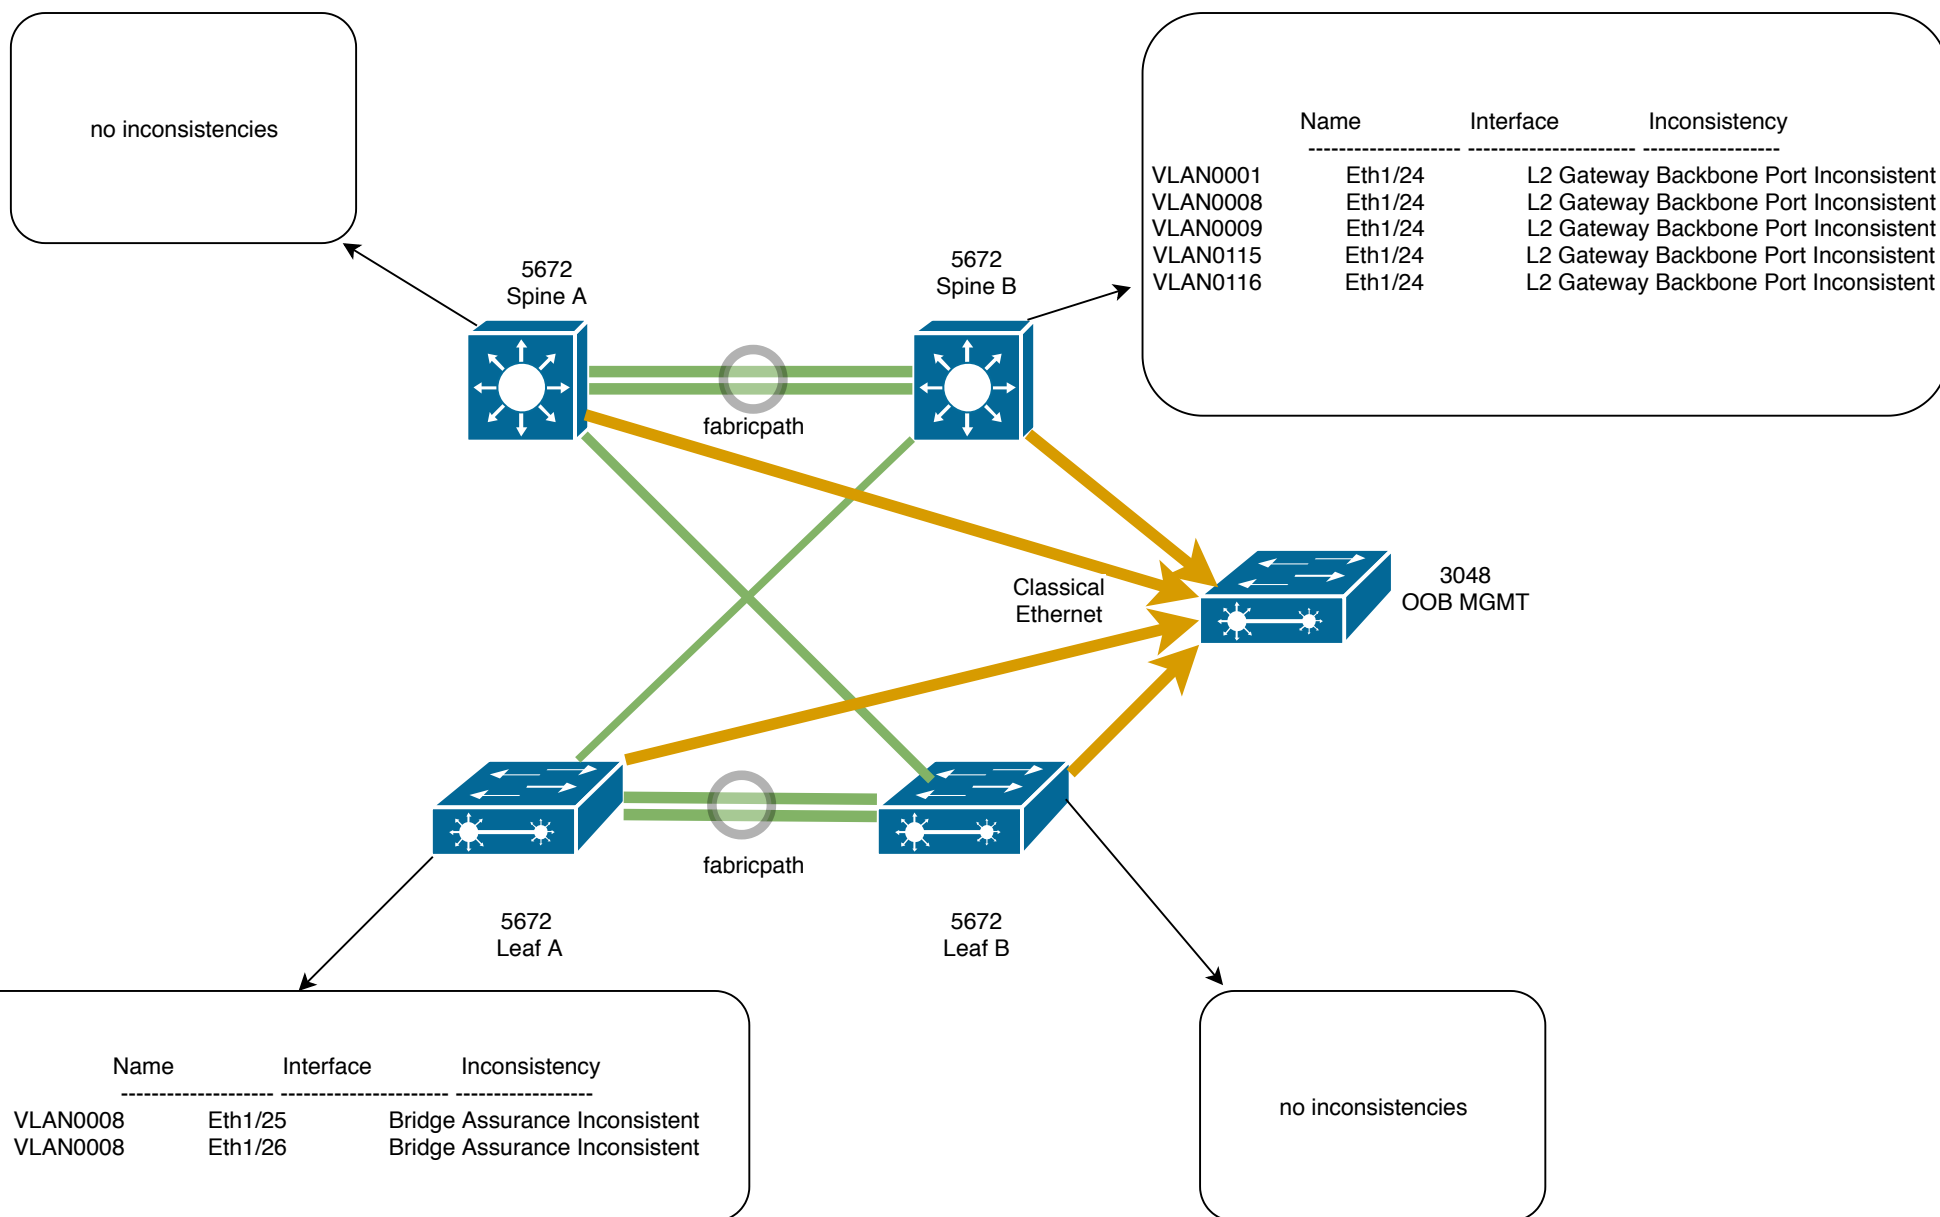 no inconsistencies
Name Interface Inconsistency
-------------------- ---------------------- ------------------
VLAN0001 Eth1/24 L2 Gateway Backbone Port Inconsistent
VLAN0008 Eth1/24 L2 Gateway Backbone Port Inconsistent
VLAN0009 Eth1/24 L2 Gateway Backbone Port Inconsistent
VLAN0115 Eth1/24 L2 Gateway Backbone Port Inconsistent
VLAN0116 Eth1/24 L2 Gateway Backbone Port Inconsistent
5672
Spine A
5672
Spine B
fabricpath
Classical
Ethernet
3048
OOB MGMT
fabricpath
5672
Leaf A
5672
Leaf B
Name Interface Inconsistency
-------------------- ---------------------- ------------------
VLAN0008 Eth1/25 Bridge Assurance Inconsistent
VLAN0008 Eth1/26 Bridge Assurance Inconsistent
no inconsistencies